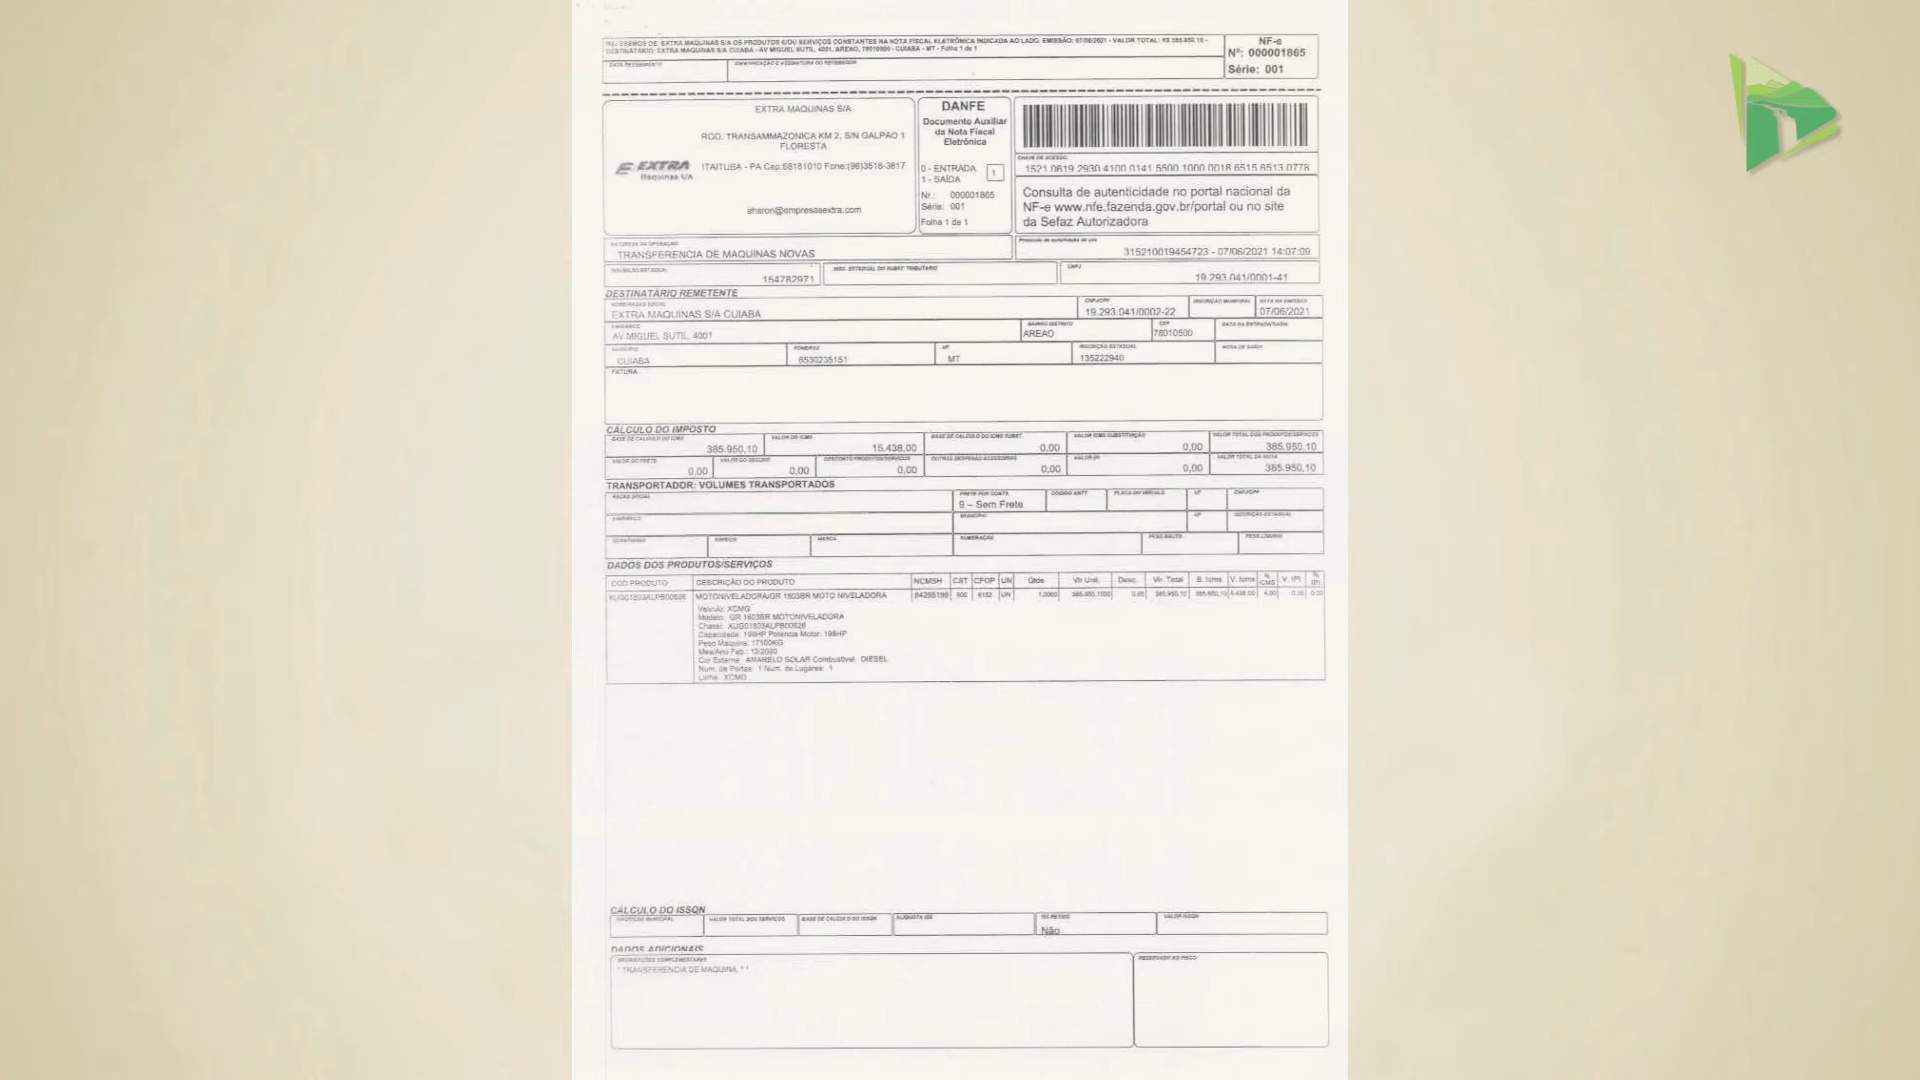 RECEBEMOS DE: EXTRA MAQUINAS S/A OS PRODUTOS E/OU SERVIÇOS CONSTANTES NA NOTA FISCAL ELETRÔNICA INDICADA AO LADO. EMISSÃO: 07/06/2021 - VALOR TOTAL: R$ 385.950,10 -
DESTINATÁRIO: EXTRA MAQUINAS S/A CUIABA - AV MIGUEL SUTIL, 4001, AREAO, 78010500 - CUIABA - MT - Folha 1 de 1
DATA RECEBIMENTO
IDENTIFICAÇÃO E ASSINATURA DO RECEBEDOR
NF-e
Nº: 000001865
Série: 001
EXTRA MAQUINAS S/A
ROD. TRANSAMMAZONICA KM 2, S/N GALPAO 1
FLORESTA
EXTRA
Máquinas S/A
ITAITUBA - PA Cep:68181010 Fone:(96)3518-3817
aharon@empresasextra.com
DANFE
Documento Auxiliar
da Nota Fiscal
Eletrônica
0 - ENTRADA
1 - SAÍDA
1
Nr.: 000001865
Série: 001
Folha 1 de 1
CHAVE DE ACESSO
1521 0619 2930 4100 0141 5500 1000 0018 6515 6513 0778
Consulta de autenticidade no portal nacional da
NF-e www.nfe.fazenda.gov.br/portal ou no site
da Sefaz Autorizadora
NATUREZA DA OPERAÇÃO
TRANSFERENCIA DE MAQUINAS NOVAS
Protocolo de autorização de uso
315210019454723 - 07/06/2021 14:07:09
INSCRIÇÃO ESTADUAL
154782971
INSC. ESTADUAL DO SUBST. TRIBUTÁRIO
CNPJ
19.293.041/0001-41
DESTINATÁRIO REMETENTE
NOME/RAZÃO SOCIAL
EXTRA MAQUINAS S/A CUIABA
CNPJ/CPF
19.293.041/0002-22
INSCRIÇÃO MUNICIPAL
DATA DA EMISSÃO
07/06/2021
ENDEREÇO
AV MIGUEL SUTIL, 4001
BAIRRO/DISTRITO
AREAO
CEP
78010500
DATA DA ENTRADA/SAÍDA
MUNICÍPIO
CUIABA
FONE/FAX
6530235151
UF
MT
INSCRIÇÃO ESTADUAL
135222940
HORA DE SAÍDA
FATURA
CÁLCULO DO IMPOSTO
BASE DE CALCULO DO ICMS
385.950,10
VALOR DO ICMS
15.438,00
BASE DE CÁLCULO DO ICMS SUBST.
0,00
VALOR ICMS SUBSTITUIÇÃO
0,00
VALOR TOTAL DOS PRODUTOS/SERVIÇOS
385.950,10
VALOR DO FRETE
0,00
VALOR DO SEGURO
0,00
DESCONTO PRODUTOS/SERVIÇOS
0,00
OUTRAS DESPESAS ACESSÓRIAS
0,00
VALOR IPI
0,00
VALOR TOTAL DA NOTA
385.950,10
TRANSPORTADOR: VOLUMES TRANSPORTADOS
RAZÃO SOCIAL
FRETE POR CONTA
9 – Sem Frete
CÓDIGO ANTT
PLACA DO VEÍCULO
UF
CNPJ/CPF
ENDEREÇO
MUNICÍPIO
UF
INSCRIÇÃO ESTADUAL
QUANTIDADE
ESPÉCIE
MARCA
NUMERAÇÃO
PESO BRUTO
PESO LÍQUIDO
DADOS DOS PRODUTOS/SERVIÇOS
COD PRODUTO DESCRIÇÃO DO PRODUTO NCMSH CST CFOP UN Qtde Vlr Unit. Desc. Vlr. Total B. Icms V. Icms % ICMS V. IPI % IPI
XUG01803ALPB00626 MOTONIVELADORA/GR 1803BR MOTO NIVELADORA 84295199 UN 1,0000 385.950,1000 0,00 385.950,10 385.950,10 4,00 0,00 0,00
Veiculo: XCMG
Modelo: GR 1803BR MOTONIVELADORA
Chassi: XUG01803ALPB00626
Potencia Motor:
Peso Maquina: 17100KG
Mes/Ano Fab.: 12/2020
Cor Externa: AMARELO SOLAR Combustivel: DIESEL
Num. de Portas: 1 Num. de Lugares: 1
Linha: XCMG
CÁLCULO DO ISSQN
INSCRIÇÃO MUNICIPAL
VALOR TOTAL DOS SERVIÇOS
BASE DE CALCULO DO ISSQN
ALÍQUOTA ISS
ISS RETIDO
Não
VALOR ISSQN
DADOS ADICIONAIS
INFORMAÇÕES COMPLEMENTARES
* TRANSFERENCIA DE MAQUINA, * *
RESERVADO AO FISCO